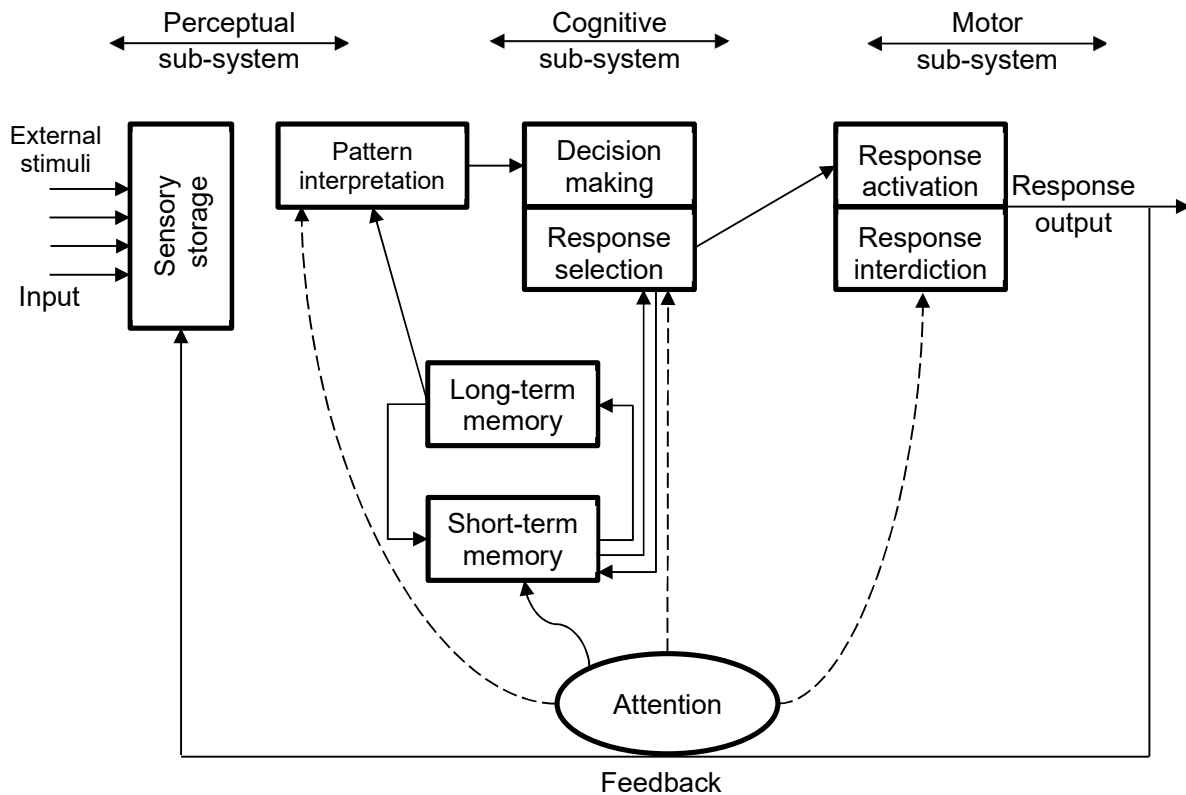 Perceptual
sub-system
Cognitive
sub-system
Motor
sub-system
External
stimuli
Input
Sensory
storage
Pattern
interpretation
Decision
making
Response
selection
Response
activation
Response
interdiction
Response
output
Long-term
memory
Short-term
memory
Attention
Feedback